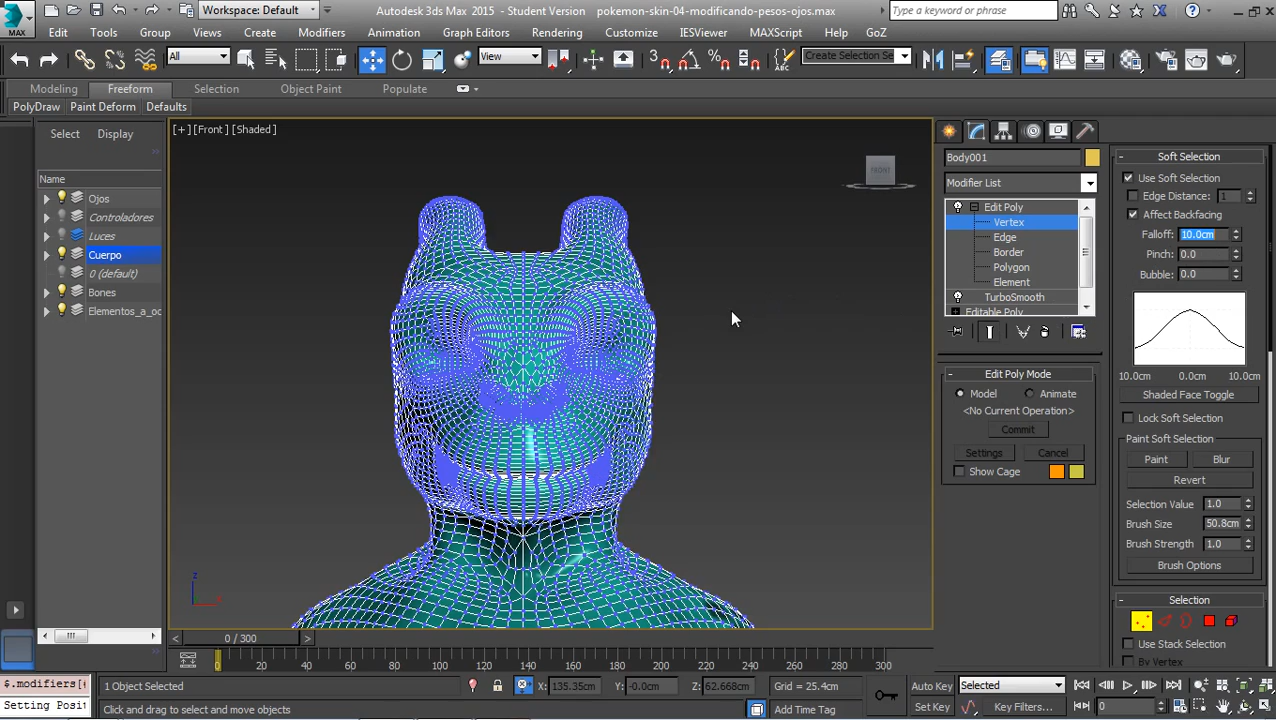 Workspace: Default
Autodesk 3ds Max 2015 - Student Version pokemon-skin-04-modificando-pesos-ojos.max
Type a keyword or phrase
MAX
Edit Tools Group Views Create Modifiers Animation Graph Editors Rendering Customize IESViewer MAXScript Help GoZ
All
View
Create Selection Se
Modeling Freeform Selection Object Paint Populate
PolyDraw Paint Deform Defaults
Select Display
Name
Ojos
Controladores
Luces
Cuerpo
0 (default)
Bones
Elementos_a_oc
[+] [Front] [Shaded]
FRONT
z
x
Body001
Modifier List
Edit Poly
Vertex
Edge
Border
Polygon
Element
TurboSmooth
Editable Poly
Edit Poly Mode
Model Animate
<No Current Operation>
Commit
Settings Cancel
Show Cage
Soft Selection
Use Soft Selection
Edge Distance: 1
Affect Backfacing
Falloff: 10.0cm
Pinch: 0.0
Bubble: 0.0
10.0cm 0.0cm 10.0cm
Shaded Face Toggle
Lock Soft Selection
Paint Soft Selection
Paint Blur
Revert
Selection Value 1.0
Brush Size 50.8cm
Brush Strength 1.0
Brush Options
Selection
Use Stack Selection
By Vertex
0 / 300
0 20 40 60 80 100 120 140 160 180 200 220 240 260 280 300
$.modifiers[
Setting Posit
1 Object Selected
X: 135.35cm Y: -0.0cm Z: 62.668cm Grid = 25.4cm
Auto Key Selected
Click and drag to select and move objects
Add Time Tag
Set Key Key Filters... 0